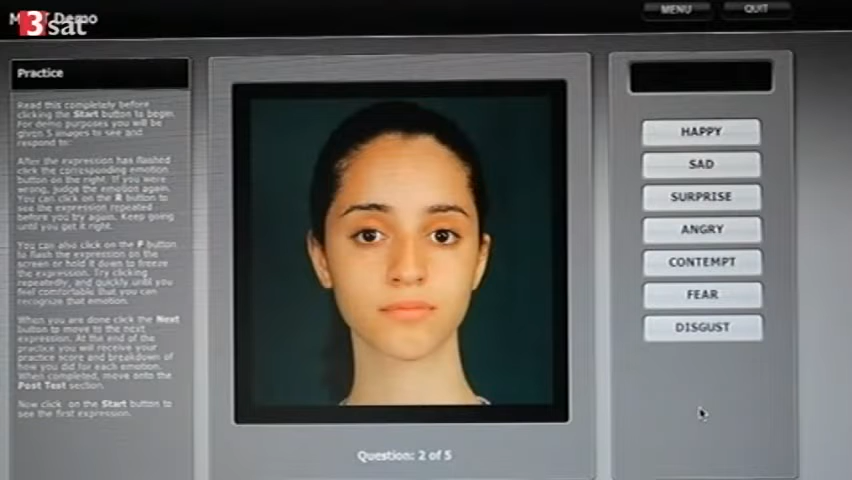 3sat
Demo
MENU
QUIT
Practice
Read this completely before
clicking the Start button to begin.
For demo purposes you will be
given 5 images to see and
respond to:
After the expression has flashed
click the corresponding emotion
button on the right. If you were
wrong, judge the emotion again.
You can click on the R button to
see the expression repeated
before you try again. Keep going
until you get it right.
You can also click on the F button
to flash the expression on the
screen or hold it down to freeze
the expression. Try clicking
repeatedly, and quickly until you
feel comfortable that you can
recognize that emotion.
When you are done click the Next
button to move to the next
expression. At the end of the
practice you will receive your
practice score and breakdown of
how you did for each emotion.
When completed, move onto the
Post Test section.
Now click on the Start button to
see the first expression.
Question: 2 of 5
HAPPY
SAD
SURPRISE
ANGRY
CONTEMPT
FEAR
DISGUST